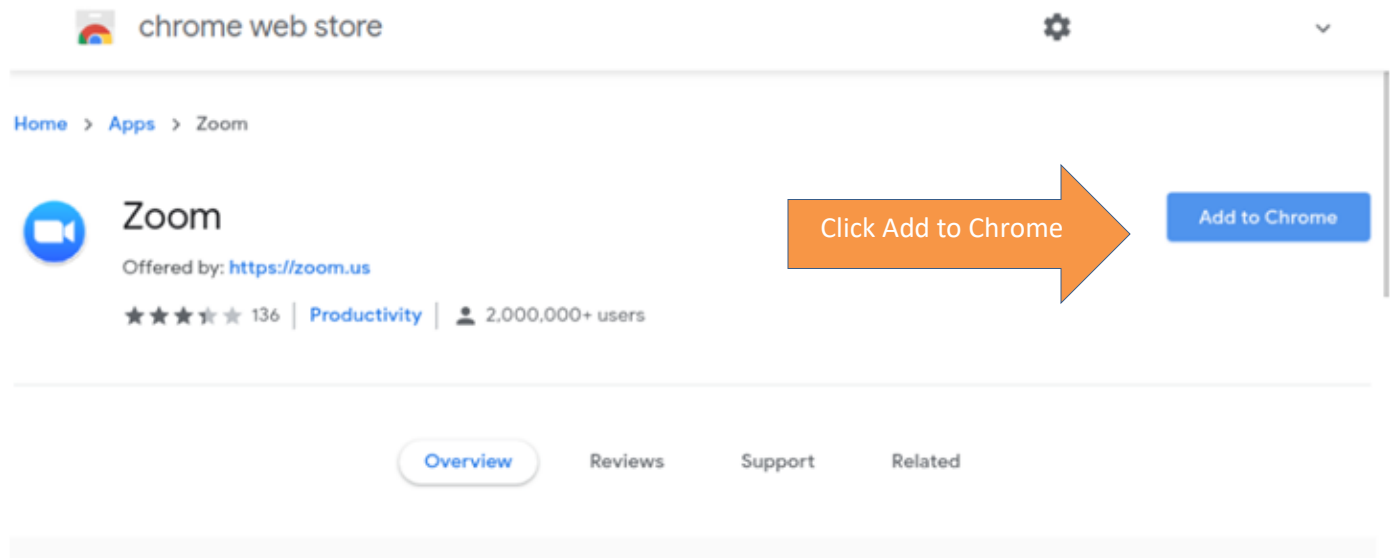 chrome web store
Home > Apps > Zoom
Zoom
Click Add to Chrome
Add to Chrome
Offered by: https://zoom.us
136 | Productivity | 2,000,000+ users
Overview Reviews Support Related